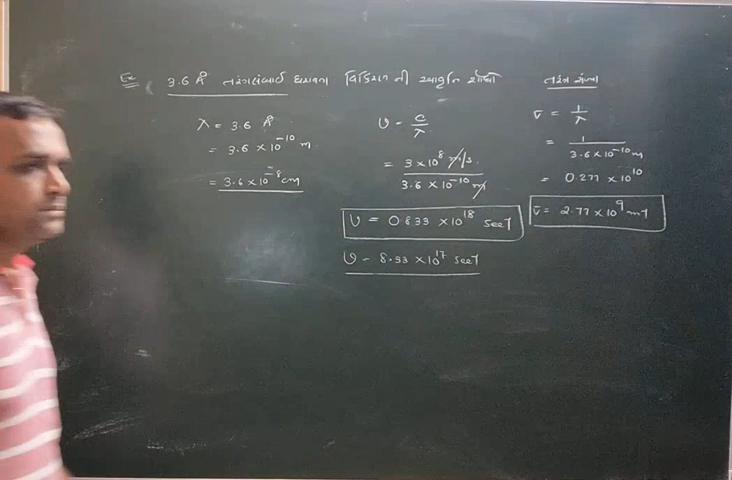 Ex 3.6 A° તરંગલંબાઈ ધરાવતા વિકિરણ ની આવૃત્તિ શોધો
λ = 3.6 A°
= 3.6 × 10⁻¹⁰ m
= 3.6 × 10⁻⁸ cm
υ = c/λ
= 3 × 10⁸ m/s / 3.6 × 10⁻¹⁰ m
υ = 0.833 × 10¹⁸ sec⁻¹
υ = 8.33 × 10¹⁷ sec⁻¹
તરંગ સંખ્યા
ν̅ = 1/λ
= 1 / 3.6 × 10⁻¹⁰ m
= 0.277 × 10¹⁰
ν̅ = 2.77 × 10⁹ m⁻¹